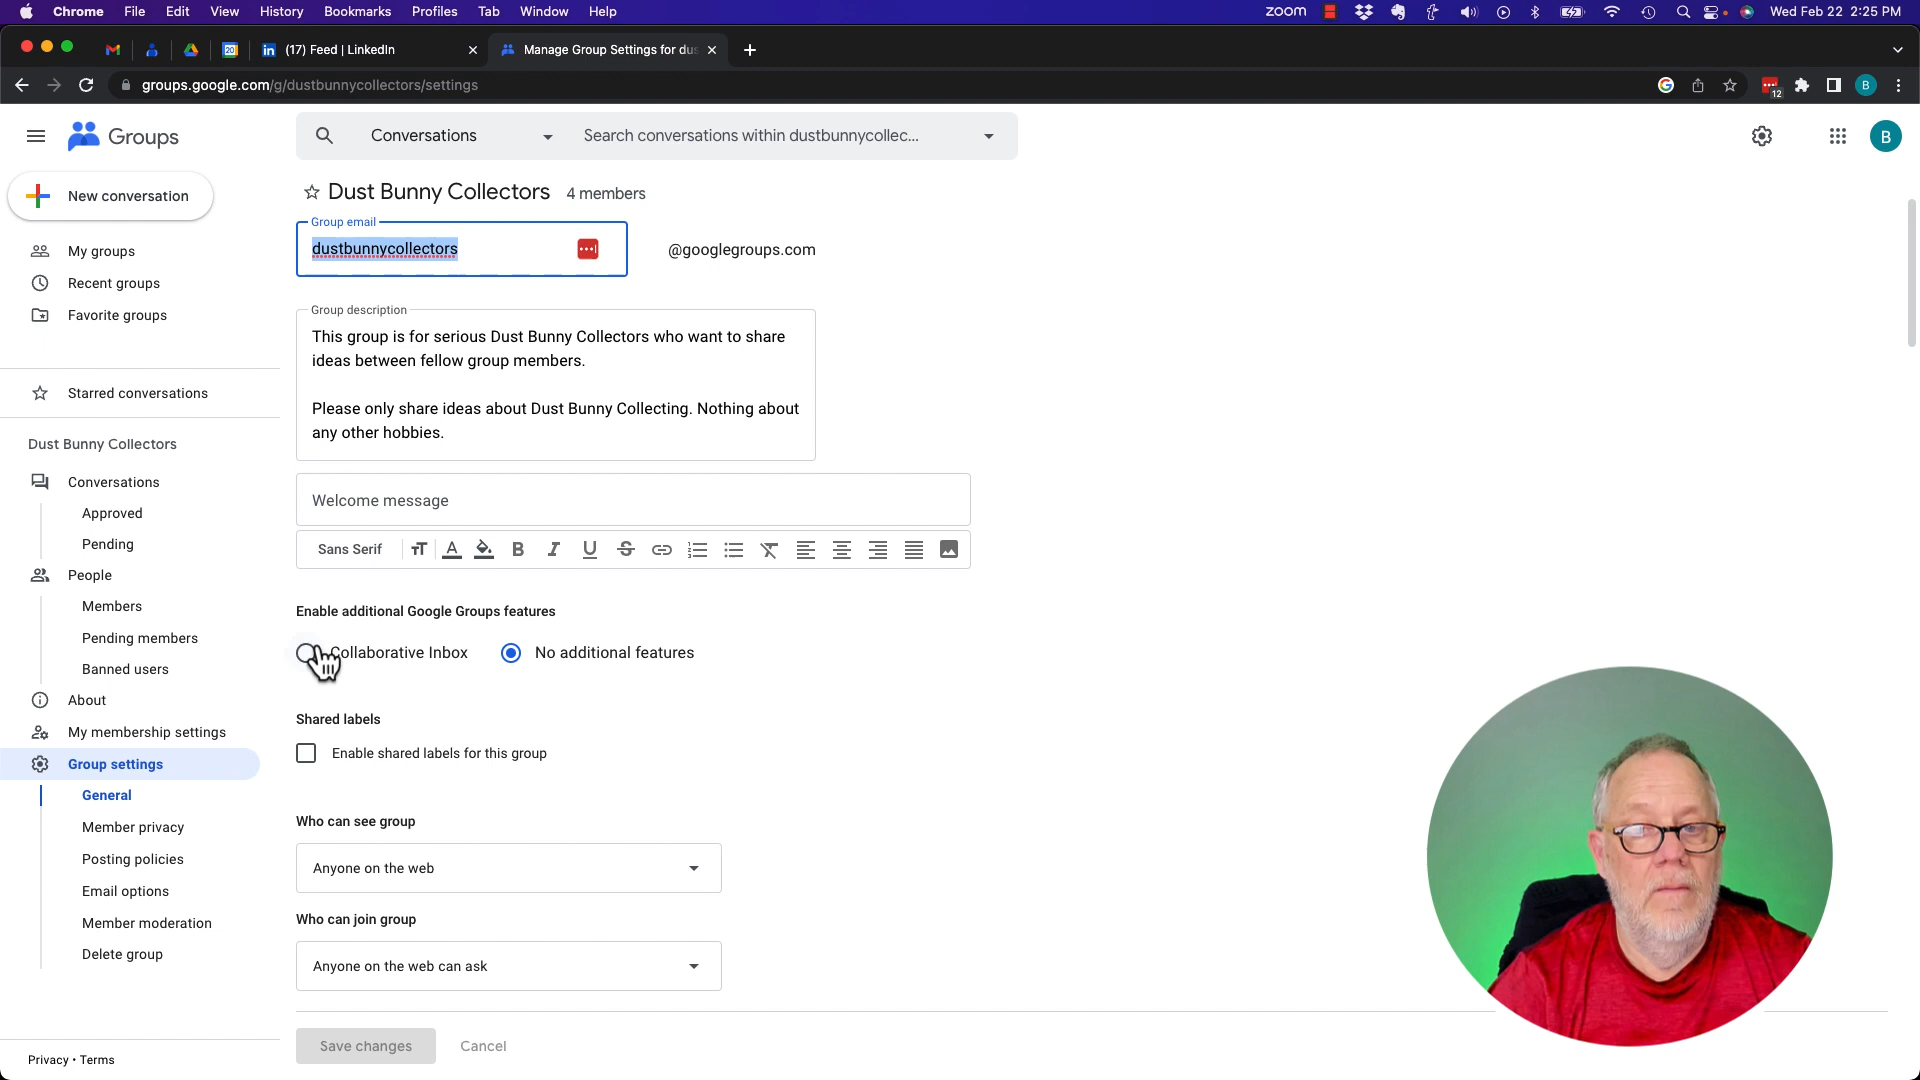 Chrome File Edit View History Bookmarks Profiles Tab Window Help
zoom
Wed Feb 22 2:25 PM
20
in (17) Feed | LinkedIn
Manage Group Settings for dus
groups.google.com/g/dustbunnycollectors/settings
12
B
Groups
Conversations
Search conversations within dustbunnycollec...
B
New conversation
My groups
Recent groups
Favorite groups
Starred conversations
Dust Bunny Collectors
Conversations
Approved
Pending
People
Members
Pending members
Banned users
About
My membership settings
Group settings
General
Member privacy
Posting policies
Email options
Member moderation
Delete group
Privacy • Terms
Dust Bunny Collectors 4 members
Group email
dustbunnycollectors
@googlegroups.com
Group description
This group is for serious Dust Bunny Collectors who want to share
ideas between fellow group members.
Please only share ideas about Dust Bunny Collecting. Nothing about
any other hobbies.
Welcome message
Sans Serif
Enable additional Google Groups features
Collaborative Inbox
No additional features
Shared labels
Enable shared labels for this group
Who can see group
Anyone on the web
Who can join group
Anyone on the web can ask
Save changes
Cancel